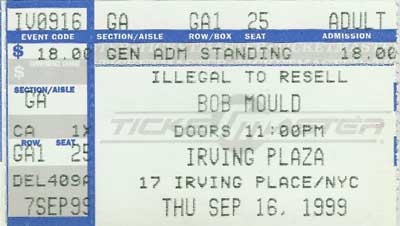 IV0916 GA GA1 25 ADULT
EVENT CODE SECTION/AISLE ROW/BOX SEAT ADMISSION
$ 18.00 GEN ADM STANDING 18.00
ILLEGAL TO RESELL
SECTION/AISLE
GA BOB MOULD
TICKETMASTER
CA 1X DOORS 11:00PM
ROW SEAT
GA1 25 IRVING PLAZA
DEL409A 17 IRVING PLACE/NYC
7SEP99 THU SEP 16, 1999